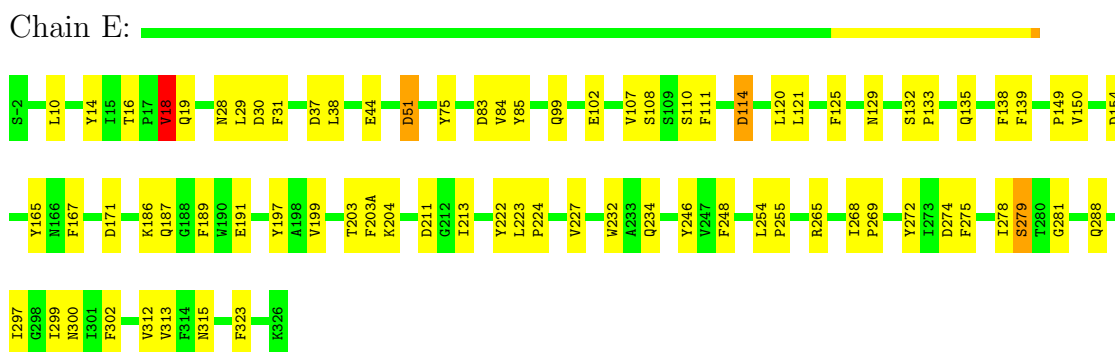 Chain E:
S-2 L10 Y14 I15 T16 P17 V18 Q19 N28 L29 D30 F31 D37 L38 E44 D51 Y75 D83 V84 Y85 Q99 E102 V107 S108 S109 S110 F111 D114 L120 L121 F125 N129 S132 P133 Q135 F138 F139 P149 V150 D154
Y165 N166 F167 D171 K186 Q187 G188 F189 W190 E191 Y197 A198 V199 T203 F203A K204 D211 G212 I213 Y222 L223 P224 V227 W232 A233 Q234 Y246 V247 F248 L254 P255 R265 I268 P269 Y272 I273 D274 F275 I278 S279 T280 G281 Q288
I297 G298 I299 N300 I301 F302 V312 V313 F314 N315 F323 K326